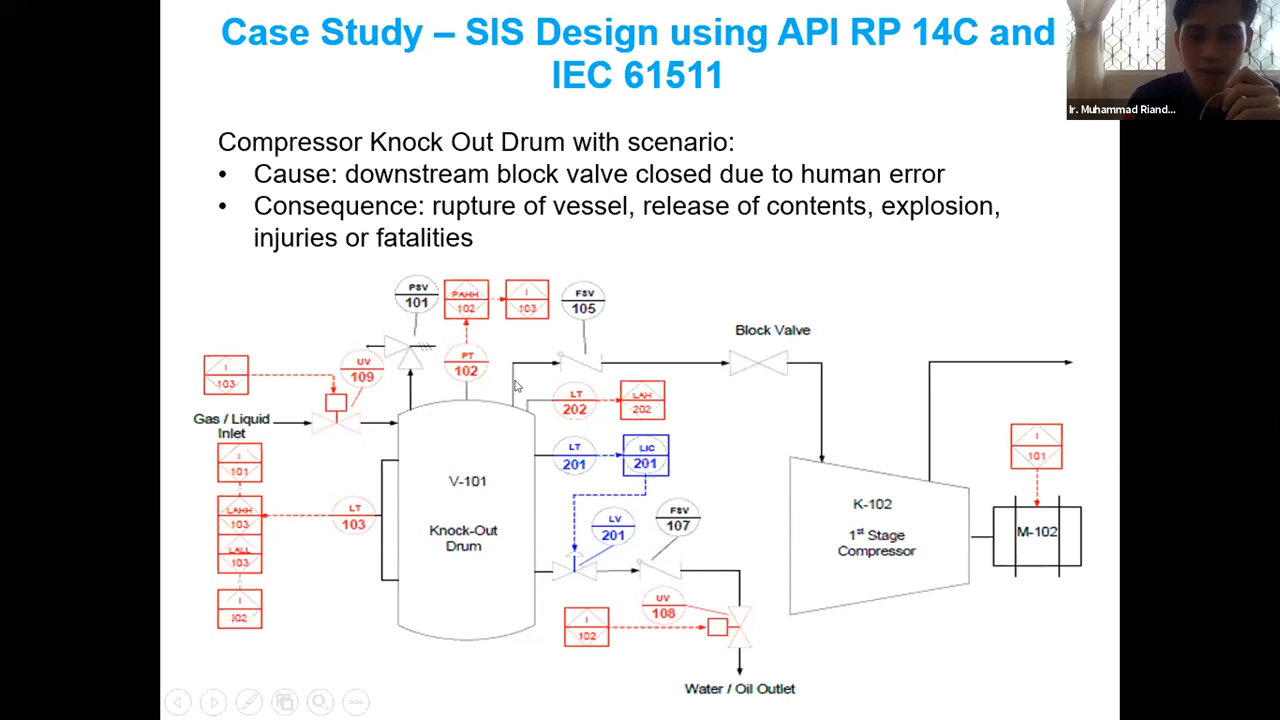 Case Study – SIS Design using API RP 14C and
IEC 61511
Ir. Muhammad Riand...
Compressor Knock Out Drum with scenario:
• Cause: downstream block valve closed due to human error
• Consequence: rupture of vessel, release of contents, explosion,
injuries or fatalities
PSV
101
PAHH
102
I
103
FSV
105
Block Valve
UV
109
PT
102
I
103
Gas / Liquid
Inlet
LT
202
LAH
202
I
101
LT
201
LIC
201
I
101
V-101
Knock-Out
Drum
LAHH
103
LT
103
LALL
103
LV
201
FSV
107
K-102
1st Stage
Compressor
M-102
I
102
UV
108
I
102
Water / Oil Outlet